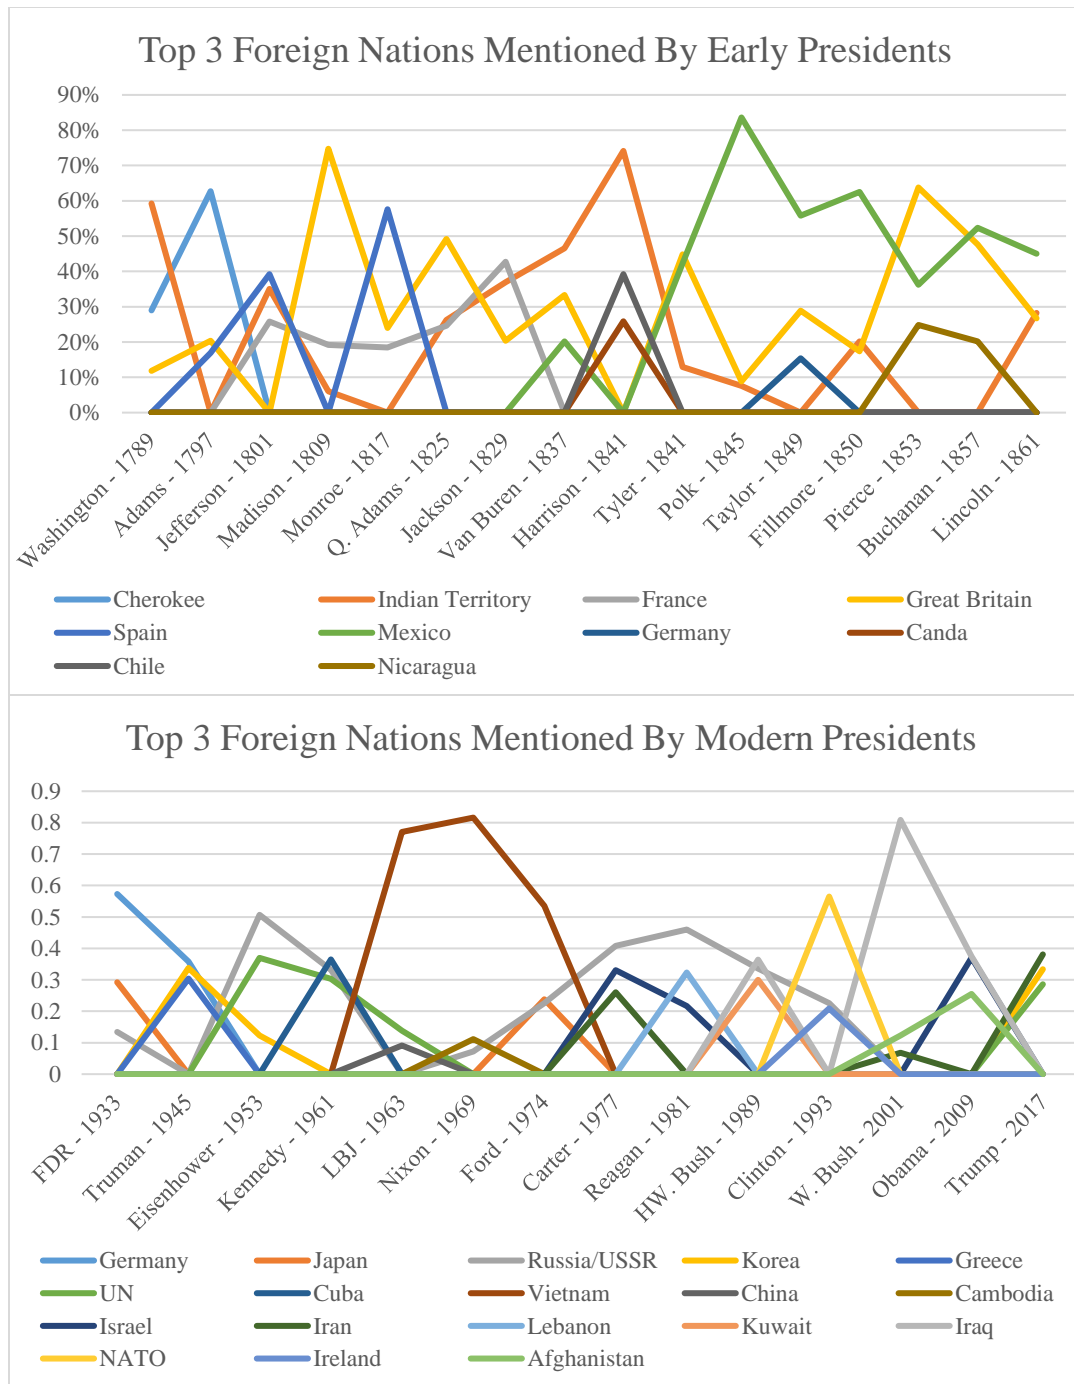 Top 3 Foreign Nations Mentioned By Early Presidents
90%
80%
70%
60%
50%
40%
30%
20%
10%
0%
Washington - 1789
Adams - 1797
Jefferson - 1801
Madison - 1809
Monroe - 1817
Q. Adams - 1825
Jackson - 1829
Van Buren - 1837
Harrison - 1841
Tyler - 1841
Polk - 1845
Taylor - 1849
Fillmore - 1850
Pierce - 1853
Buchanan - 1857
Lincoln - 1861
Cherokee Indian Territory France Great Britain
Spain Mexico Germany Canda
Chile Nicaragua
Top 3 Foreign Nations Mentioned By Modern Presidents
0.9
0.8
0.7
0.6
0.5
0.4
0.3
0.2
0.1
0
FDR - 1933
Truman - 1945
Eisenhower - 1953
Kennedy - 1961
LBJ - 1963
Nixon - 1969
Ford - 1974
Carter - 1977
Reagan - 1981
HW. Bush - 1989
Clinton - 1993
W. Bush - 2001
Obama - 2009
Trump - 2017
Germany Japan Russia/USSR Korea Greece
UN Cuba Vietnam China Cambodia
Israel Iran Lebanon Kuwait Iraq
NATO Ireland Afghanistan